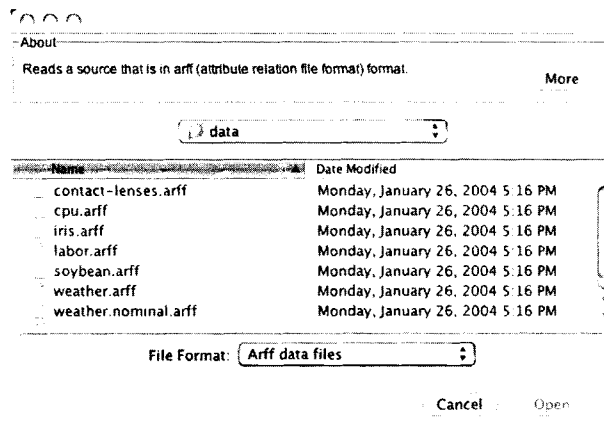 About
Reads a source that is in arff (attribute relation file format) format.
More
data
Name Date Modified
contact-lenses.arff Monday, January 26, 2004 5:16 PM
cpu.arff Monday, January 26, 2004 5:16 PM
iris.arff Monday, January 26, 2004 5:16 PM
labor.arff Monday, January 26, 2004 5:16 PM
soybean.arff Monday, January 26, 2004 5:16 PM
weather.arff Monday, January 26, 2004 5:16 PM
weather.nominal.arff Monday, January 26, 2004 5:16 PM
File Format: Arff data files
Cancel Open